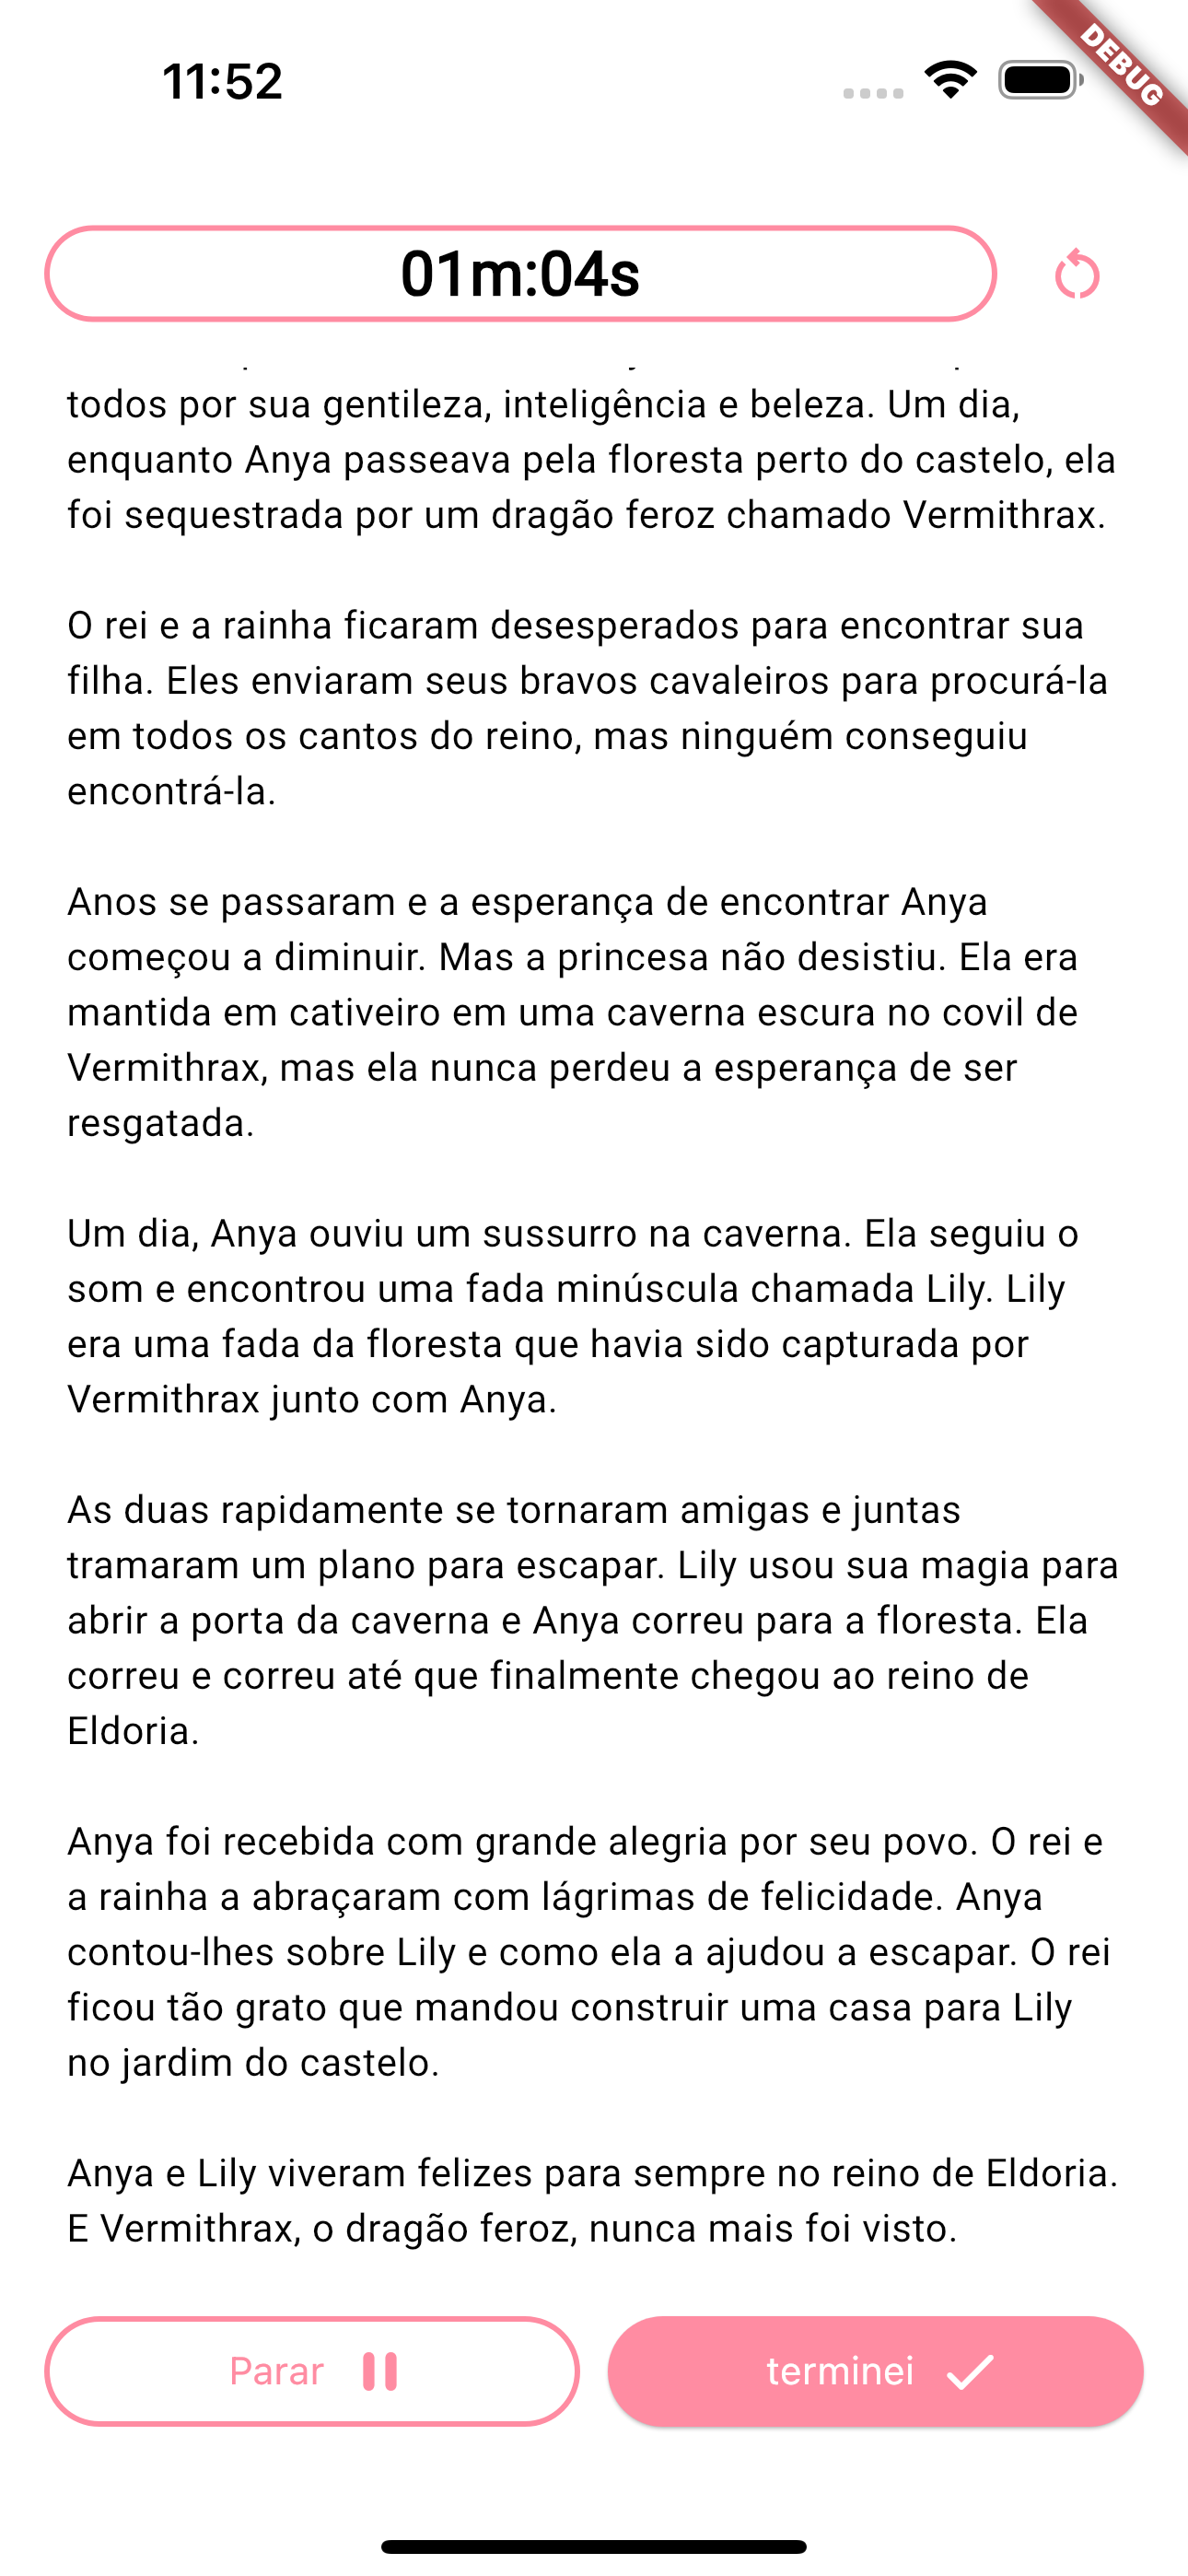 11:52
DEBUG
01m:04s
todos por sua gentileza, inteligência e beleza. Um dia,
enquanto Anya passeava pela floresta perto do castelo, ela
foi sequestrada por um dragão feroz chamado Vermithrax.
O rei e a rainha ficaram desesperados para encontrar sua
filha. Eles enviaram seus bravos cavaleiros para procurá-la
em todos os cantos do reino, mas ninguém conseguiu
encontrá-la.
Anos se passaram e a esperança de encontrar Anya
começou a diminuir. Mas a princesa não desistiu. Ela era
mantida em cativeiro em uma caverna escura no covil de
Vermithrax, mas ela nunca perdeu a esperança de ser
resgatada.
Um dia, Anya ouviu um sussurro na caverna. Ela seguiu o
som e encontrou uma fada minúscula chamada Lily. Lily
era uma fada da floresta que havia sido capturada por
Vermithrax junto com Anya.
As duas rapidamente se tornaram amigas e juntas
tramaram um plano para escapar. Lily usou sua magia para
abrir a porta da caverna e Anya correu para a floresta. Ela
correu e correu até que finalmente chegou ao reino de
Eldoria.
Anya foi recebida com grande alegria por seu povo. O rei e
a rainha a abraçaram com lágrimas de felicidade. Anya
contou-lhes sobre Lily e como ela a ajudou a escapar. O rei
ficou tão grato que mandou construir uma casa para Lily
no jardim do castelo.
Anya e Lily viveram felizes para sempre no reino de Eldoria.
E Vermithrax, o dragão feroz, nunca mais foi visto.
Parar
terminei